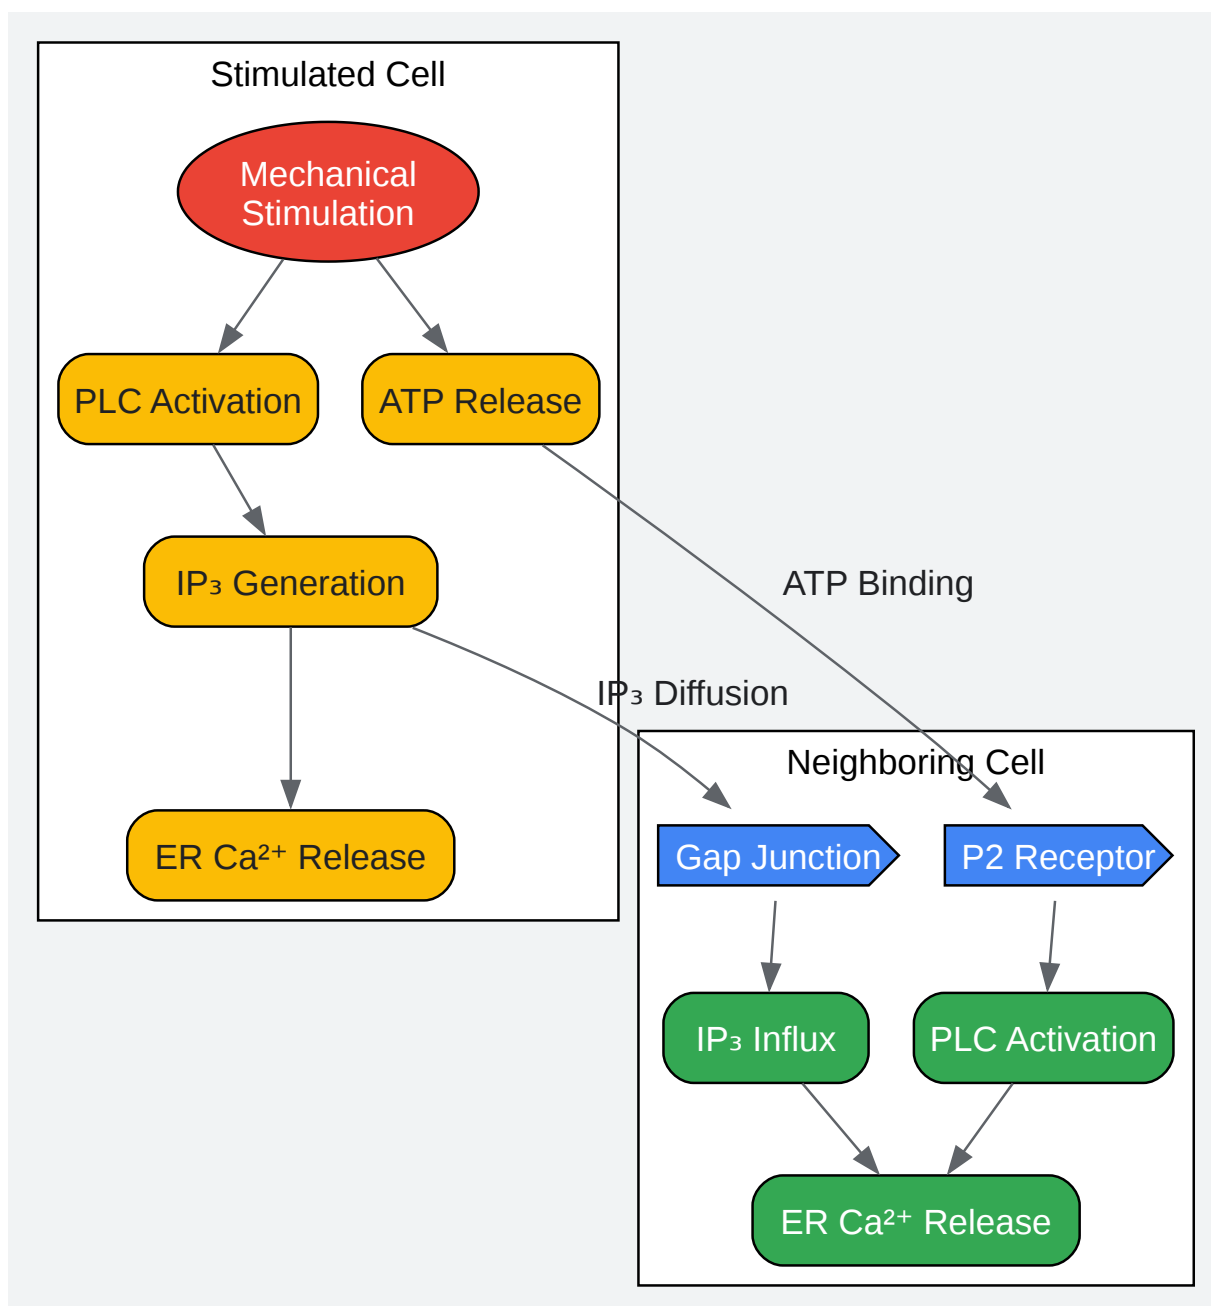 Stimulated Cell
Mechanical
Stimulation
PLC Activation
ATP Release
IP₃ Generation
ATP Binding
IP₃ Diffusion
Neighboring Cell
ER Ca²⁺ Release
Gap Junction
P2 Receptor
IP₃ Influx
PLC Activation
ER Ca²⁺ Release